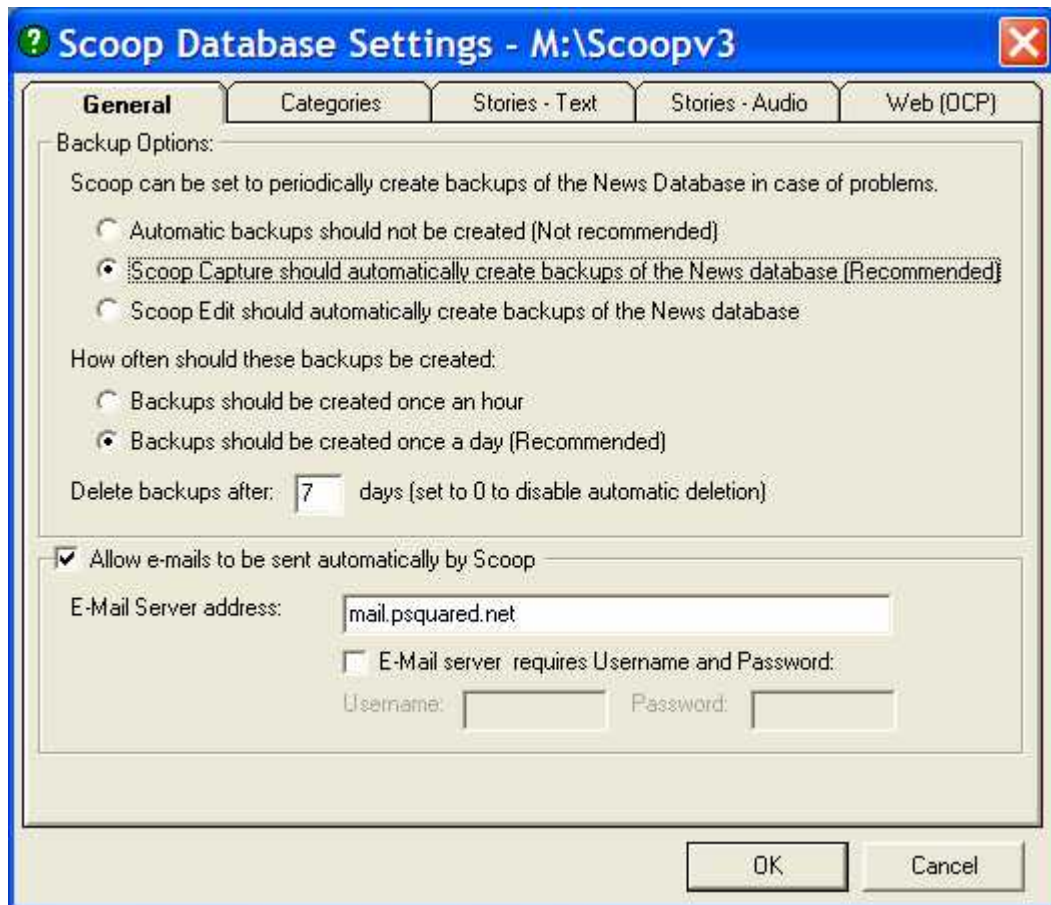 Scoop Database Settings - M:\Scoopv3
General Categories Stories - Text Stories - Audio Web (OCP)
Backup Options:
Scoop can be set to periodically create backups of the News Database in case of problems.
Automatic backups should not be created (Not recommended)
Scoop Capture should automatically create backups of the News database (Recommended)
Scoop Edit should automatically create backups of the News database
How often should these backups be created:
Backups should be created once an hour
Backups should be created once a day (Recommended)
Delete backups after: 7 days (set to 0 to disable automatic deletion)
Allow e-mails to be sent automatically by Scoop
E-Mail Server address: mail.psquared.net
E-Mail server requires Username and Password:
Username: Password:
OK Cancel